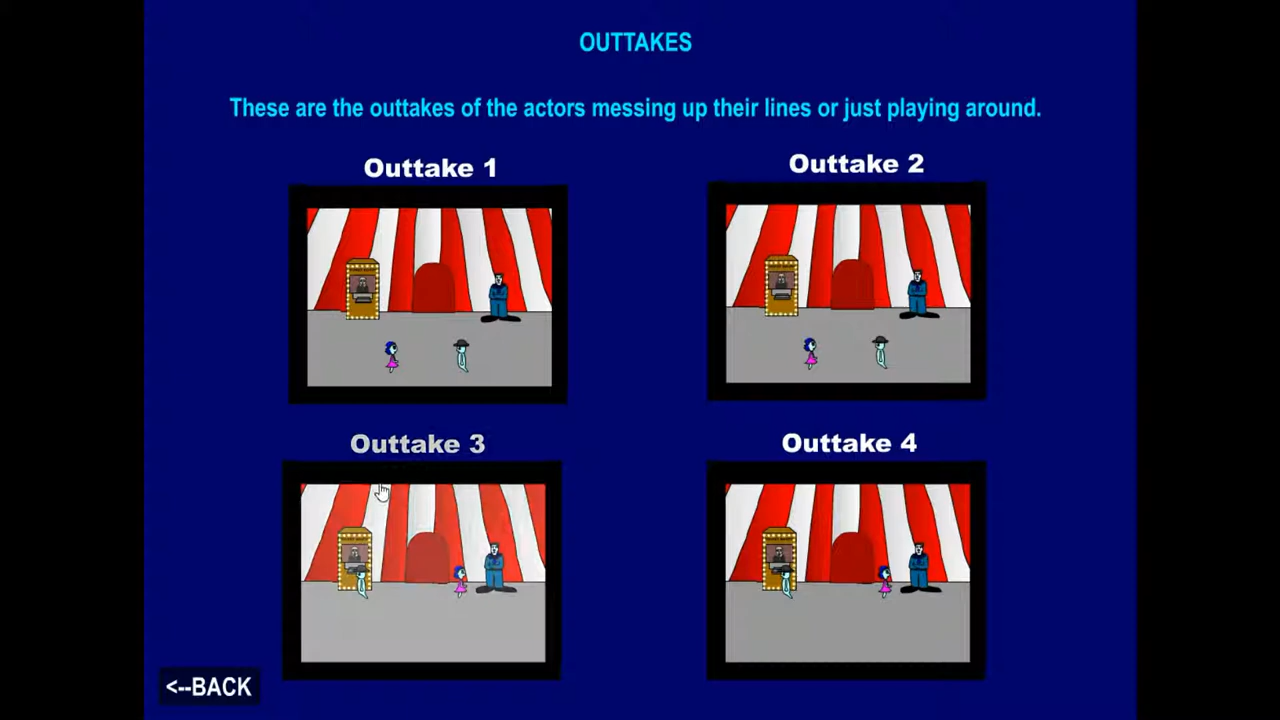 OUTTAKES
These are the outtakes of the actors messing up their lines or just playing around.
Outtake 1
Outtake 2
Outtake 3
Outtake 4
<--BACK